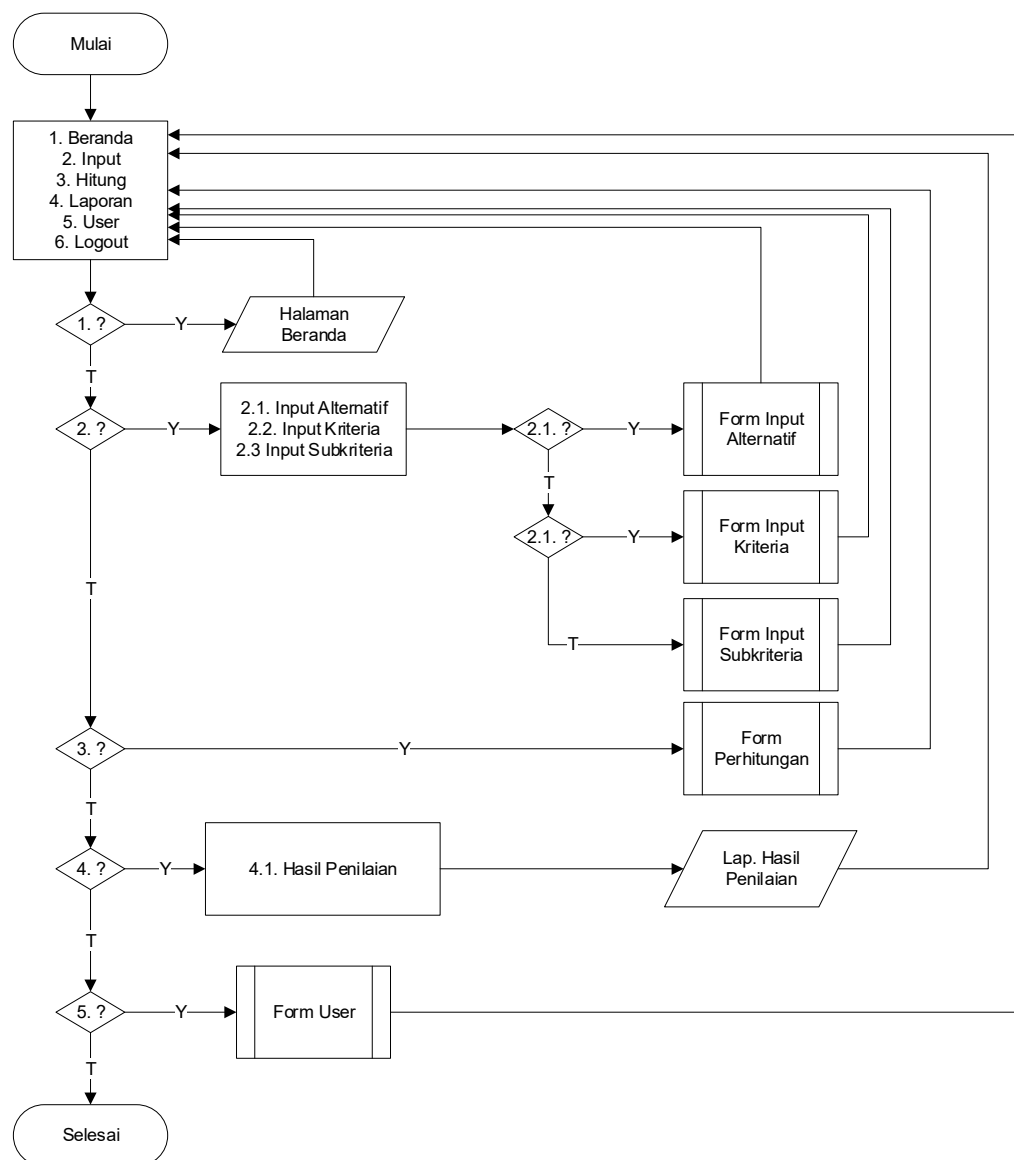 Mulai
1. Beranda
2. Input
3. Hitung
4. Laporan
5. User
6. Logout
1. ?
Y
Halaman
Beranda
T
2. ?
Y
2.1. Input Alternatif
2.2. Input Kriteria
2.3 Input Subkriteria
2.1. ?
Y
Form Input
Alternatif
T
2.1. ?
Y
Form Input
Kriteria
T
T
Form Input
Subkriteria
3. ?
Y
Form
Perhitungan
T
4. ?
Y
4.1. Hasil Penilaian
Lap. Hasil
Penilaian
T
5. ?
Y
Form User
T
Selesai